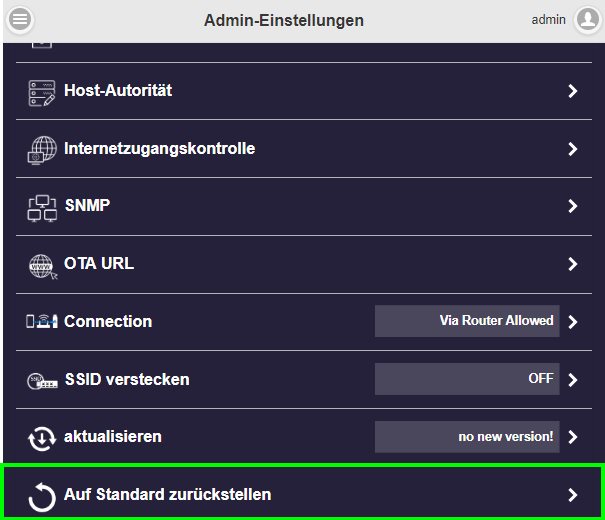 Admin-Einstellungen
admin
Host-Autorität
Internetzugangskontrolle
SNMP
WWW
OTA URL
Connection
Via Router Allowed
SSID verstecken
OFF
aktualisieren
no new version!
Auf Standard zurückstellen